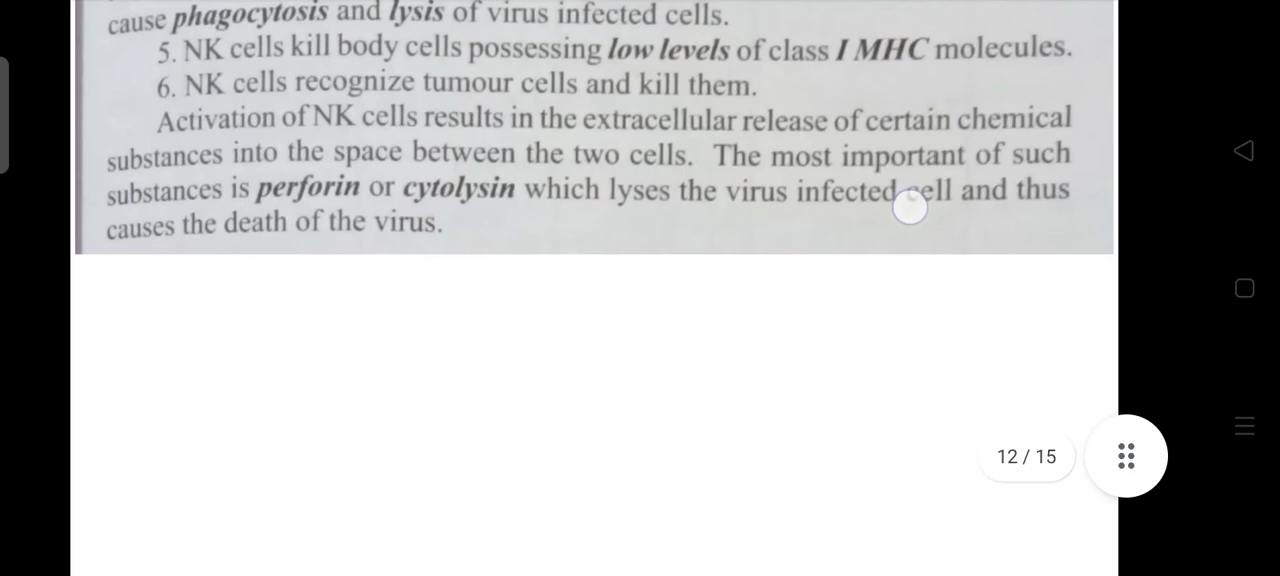 cause phagocytosis and lysis of virus infected cells.
5. NK cells kill body cells possessing low levels of class I MHC molecules.
6. NK cells recognize tumour cells and kill them.
Activation of NK cells results in the extracellular release of certain chemical
substances into the space between the two cells. The most important of such
substances is perforin or cytolysin which lyses the virus infected cell and thus
causes the death of the virus.
12 / 15